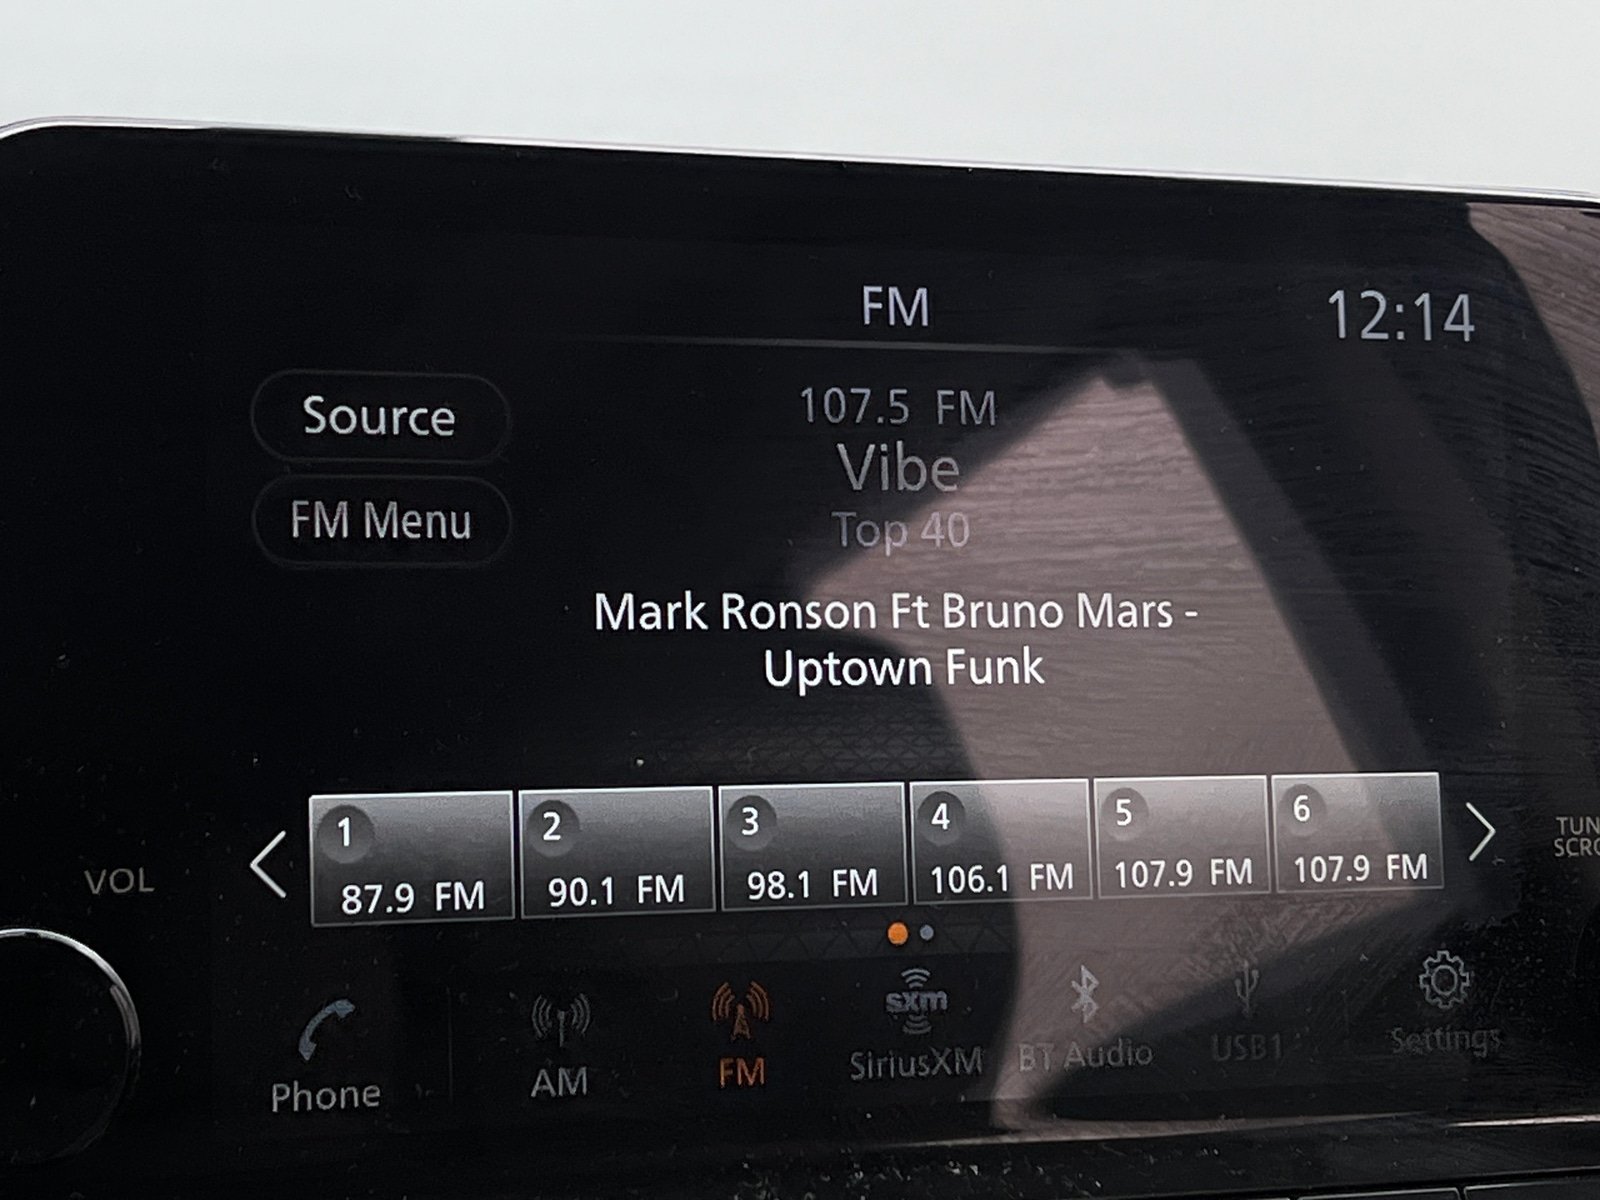 FM
12:14
Source
107.5 FM
Vibe
FM Menu
Top 40
Mark Ronson Ft Bruno Mars -
Uptown Funk
1 2 3 4 5 6
87.9 FM 90.1 FM 98.1 FM 106.1 FM 107.9 FM 107.9 FM
VOL
sxm
Phone AM FM SiriusXM BT Audio USB1 Settings